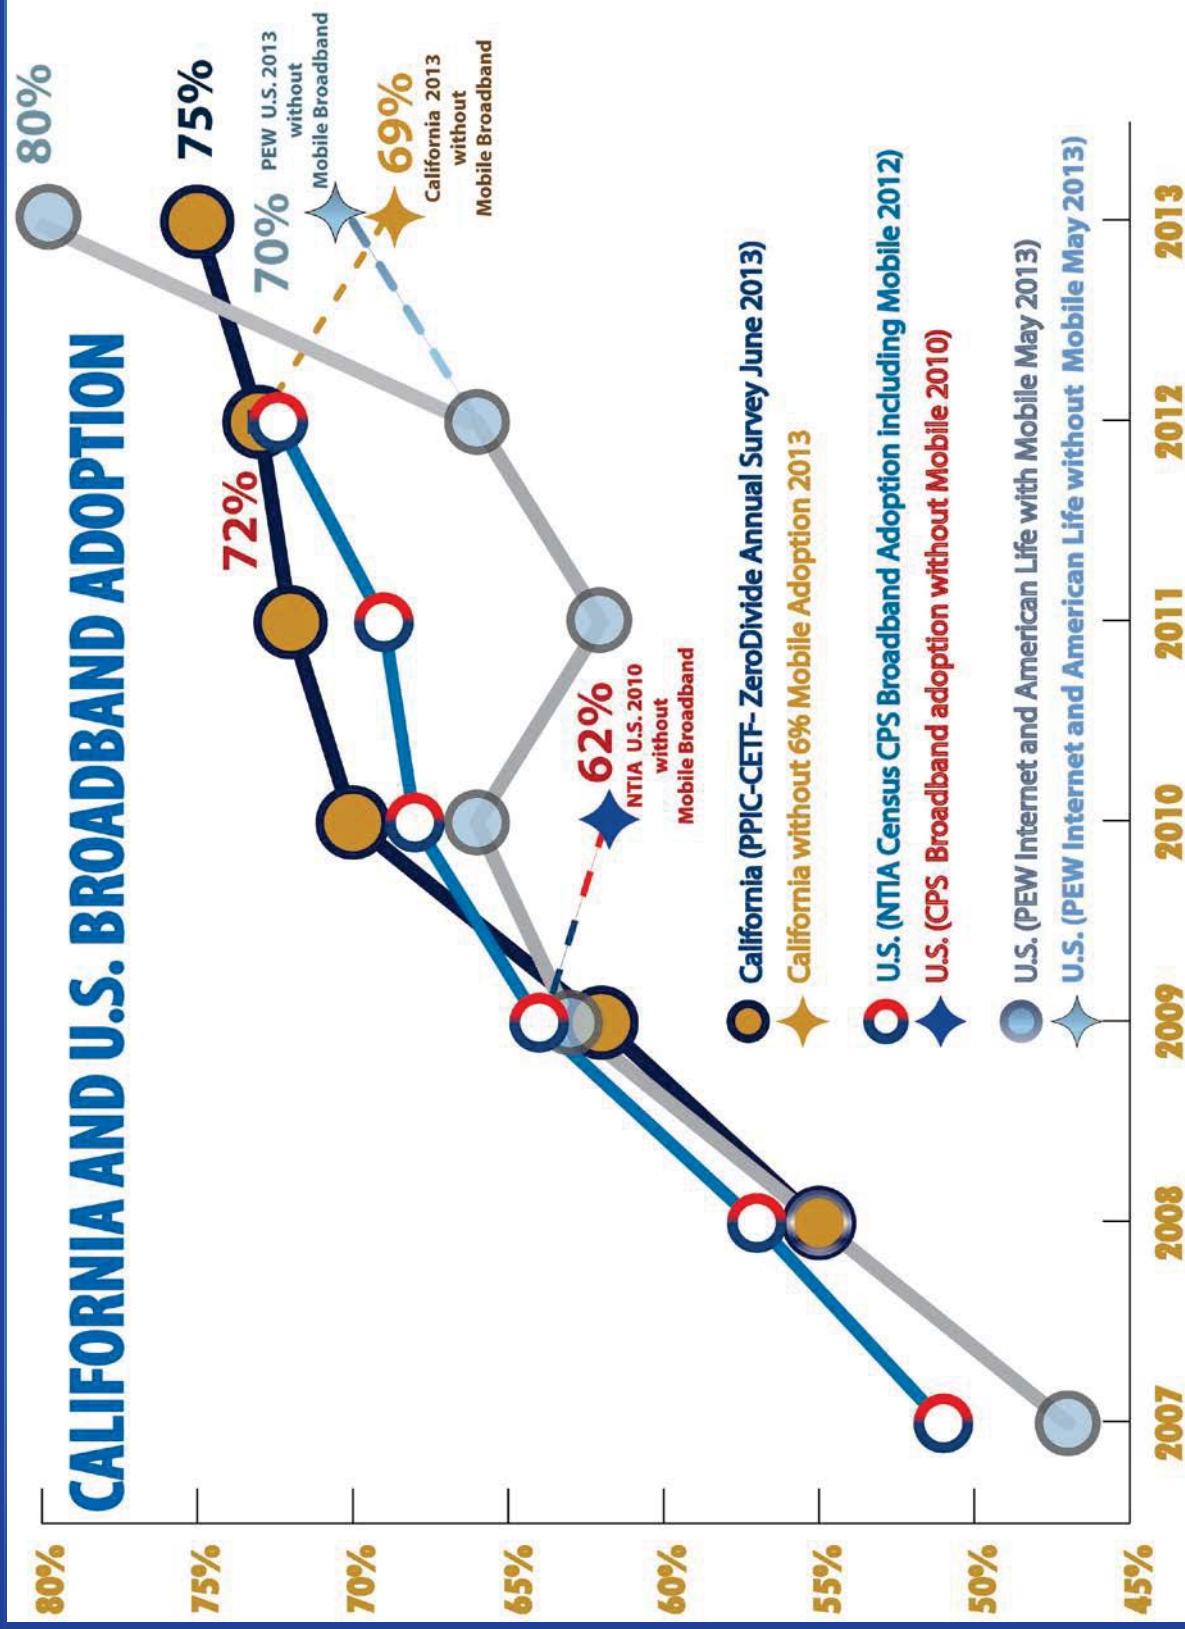 CALIFORNIA AND U.S. BROADBAND ADOPTION
80%
75%
70%
65%
60%
55%
50%
45%
80%
75%
72%
70%
PEW U.S. 2013
without
Mobile Broadband
69%
California 2013
without
Mobile Broadband
62%
NTIA U.S. 2010
without
Mobile Broadband
California (PPIC-CETF- ZeroDivide Annual Survey June 2013)
California without 6% Mobile Adoption 2013
U.S. (NTIA Census CPS Broadband Adoption including Mobile 2012)
U.S. (CPS Broadband adoption without Mobile 2010)
U.S. (PEW Internet and American Life with Mobile May 2013)
U.S. (PEW Internet and American Life without Mobile May 2013)
2007
2008
2009
2010
2011
2012
2013